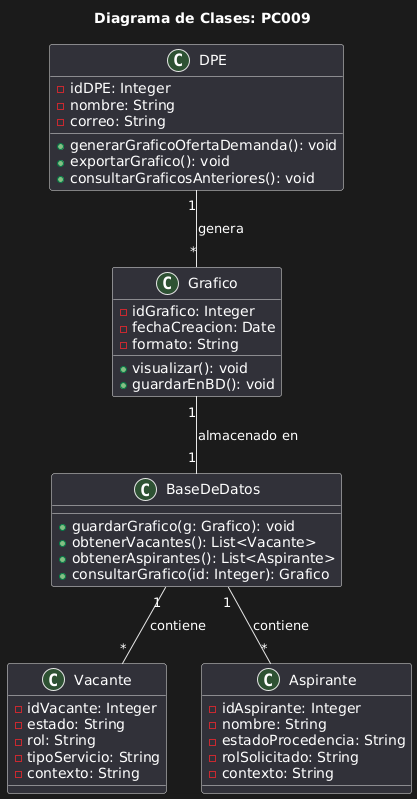 Diagrama de Clases: PC009
C DPE
idDPE: Integer
nombre: String
correo: String
generarGraficoOfertaDemanda(): void
exportarGrafico(): void
consultarGraficosAnteriores(): void
1
genera
*
C Grafico
idGrafico: Integer
fechaCreacion: Date
formato: String
visualizar(): void
guardarEnBD(): void
1
almacenado en
1
C BaseDeDatos
guardarGrafico(g: Grafico): void
obtenerVacantes(): List<Vacante>
obtenerAspirantes(): List<Aspirante>
consultarGrafico(id: Integer): Grafico
1
contiene
*
1
contiene
*
C Vacante
idVacante: Integer
estado: String
rol: String
tipoServicio: String
contexto: String
C Aspirante
idAspirante: Integer
nombre: String
estadoProcedencia: String
rolSolicitado: String
contexto: String